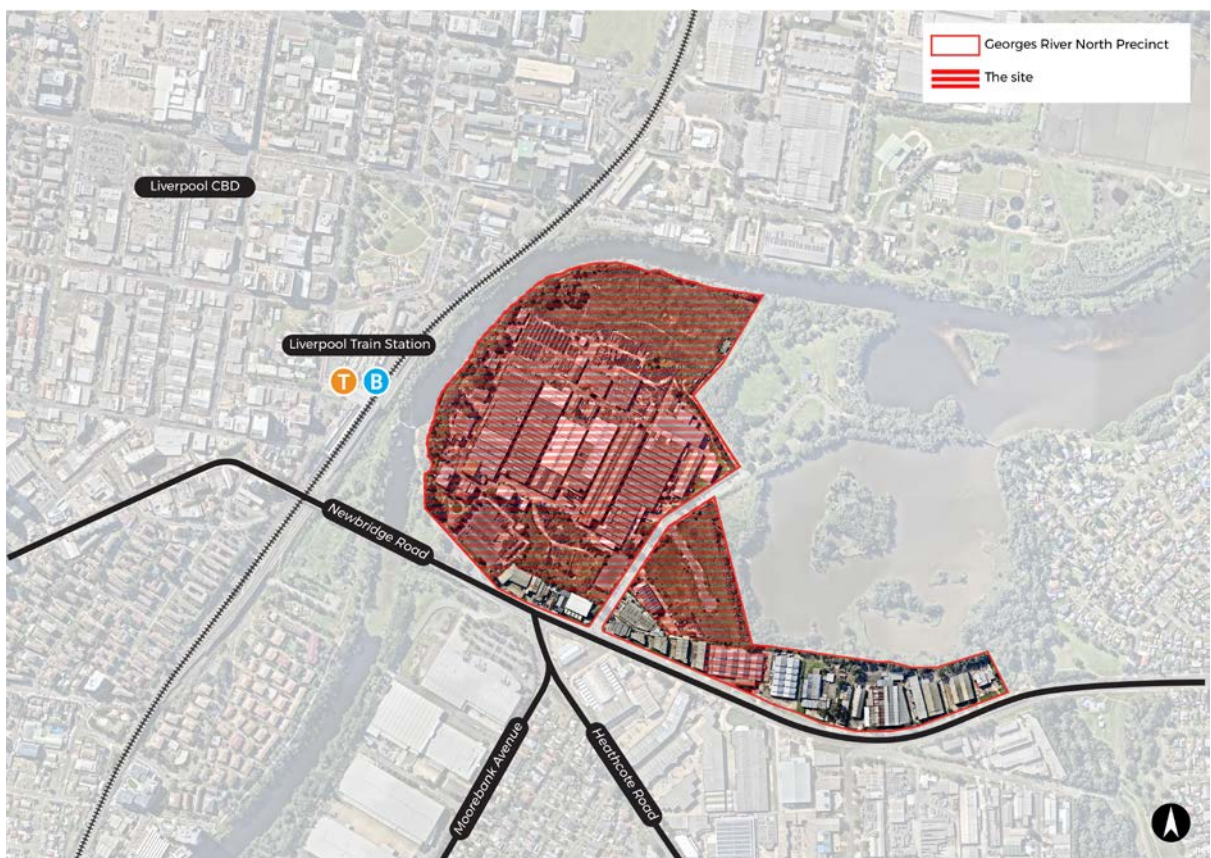 Georges River North Precinct
The site
Liverpool CBD
Liverpool Train Station
T B
Newbridge Road
Moorebank Avenue
Heathcote Road